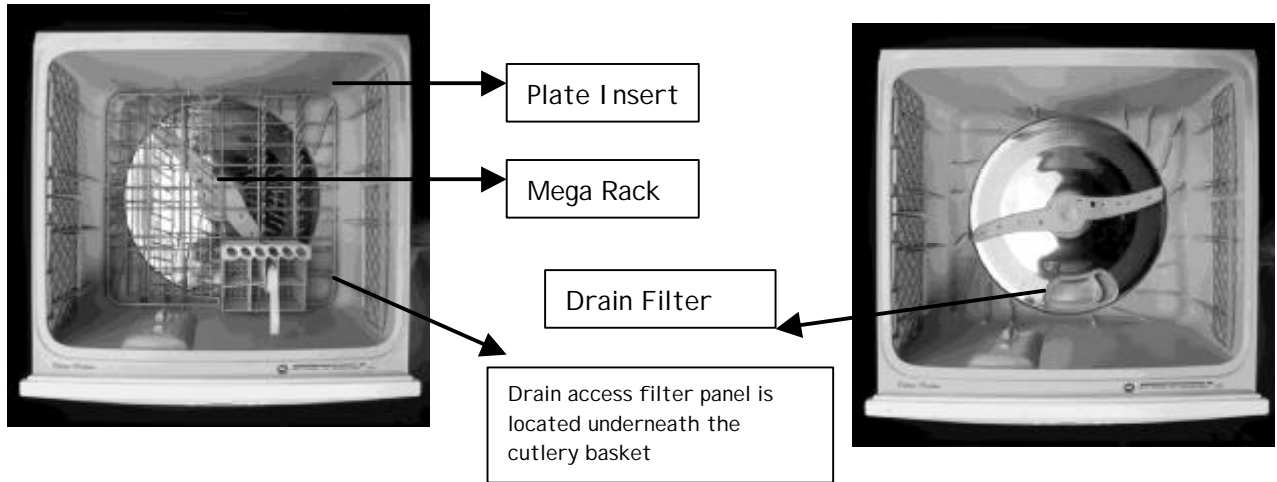 Plate Insert
Mega Rack
Drain Filter
Drain access filter panel is
located underneath the
cutlery basket